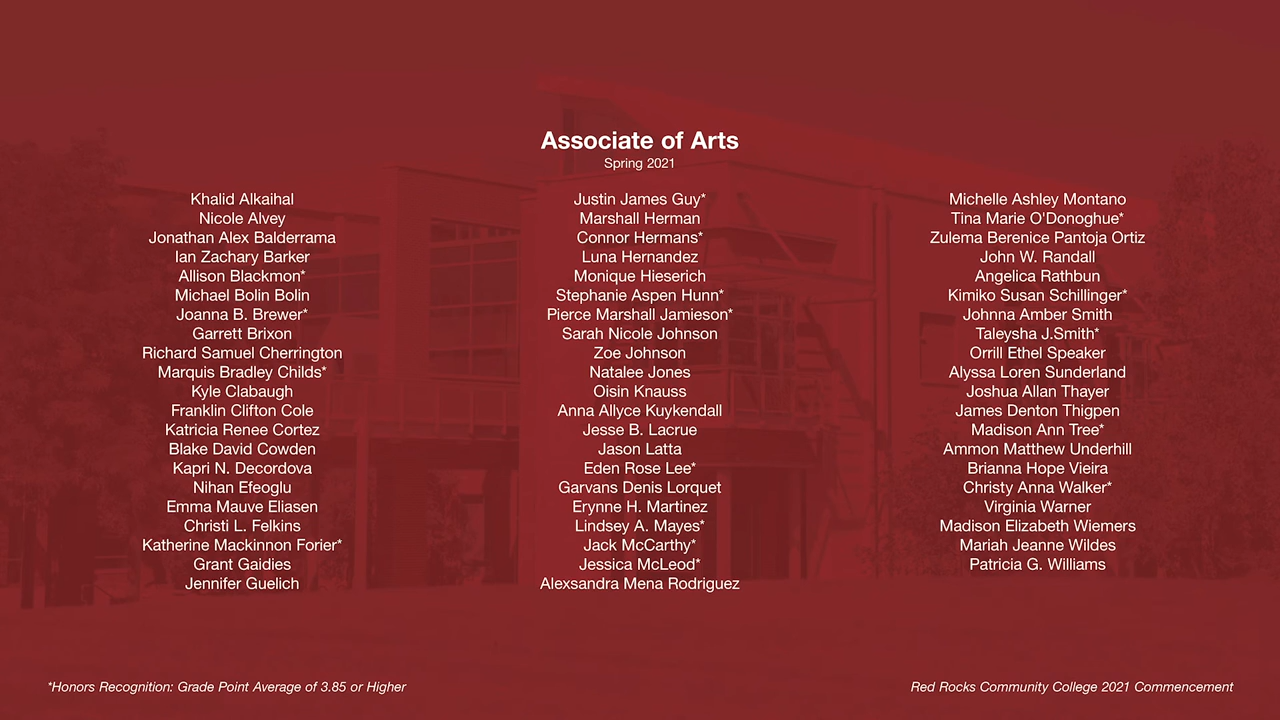 Associate of Arts
Spring 2021
Khalid Alkaihal
Nicole Alvey
Jonathan Alex Balderrama
Ian Zachary Barker
Allison Blackmon*
Michael Bolin Bolin
Joanna B. Brewer*
Garrett Brixon
Richard Samuel Cherrington
Marquis Bradley Childs*
Kyle Clabaugh
Franklin Clifton Cole
Katricia Renee Cortez
Blake David Cowden
Kapri N. Decordova
Nihan Efeoglu
Emma Mauve Eliasen
Christi L. Felkins
Katherine Mackinnon Forier*
Grant Gaidies
Jennifer Guelich
Justin James Guy*
Marshall Herman
Connor Hermans*
Luna Hernandez
Monique Hieserich
Stephanie Aspen Hunn*
Pierce Marshall Jamieson*
Sarah Nicole Johnson
Zoe Johnson
Natalee Jones
Oisin Knauss
Anna Allyce Kuykendall
Jesse B. Lacrue
Jason Latta
Eden Rose Lee*
Garvans Denis Lorquet
Erynne H. Martinez
Lindsey A. Mayes*
Jack McCarthy*
Jessica McLeod*
Alexsandra Mena Rodriguez
Michelle Ashley Montano
Tina Marie O'Donoghue*
Zulema Berenice Pantoja Ortiz
John W. Randall
Angelica Rathbun
Kimiko Susan Schillinger*
Johnna Amber Smith
Taleysha J.Smith*
Orrill Ethel Speaker
Alyssa Loren Sunderland
Joshua Allan Thayer
James Denton Thigpen
Madison Ann Tree*
Ammon Matthew Underhill
Brianna Hope Vieira
Christy Anna Walker*
Virginia Warner
Madison Elizabeth Wiemers
Mariah Jeanne Wildes
Patricia G. Williams
*Honors Recognition: Grade Point Average of 3.85 or Higher
Red Rocks Community College 2021 Commencement